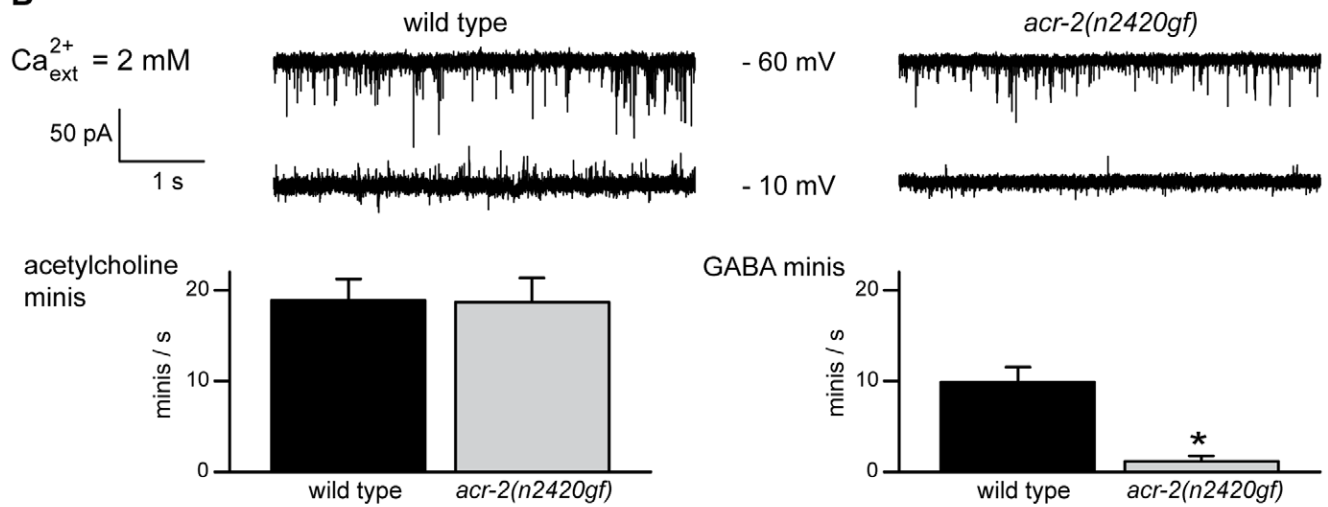 B
wild type
acr-2(n2420gf)
Ca2+ext = 2 mM
- 60 mV
50 pA
1 s
- 10 mV
acetylcholine
minis
minis / s
20
10
0
wild type
acr-2(n2420gf)
GABA minis
minis / s
20
10
0
*
wild type
acr-2(n2420gf)